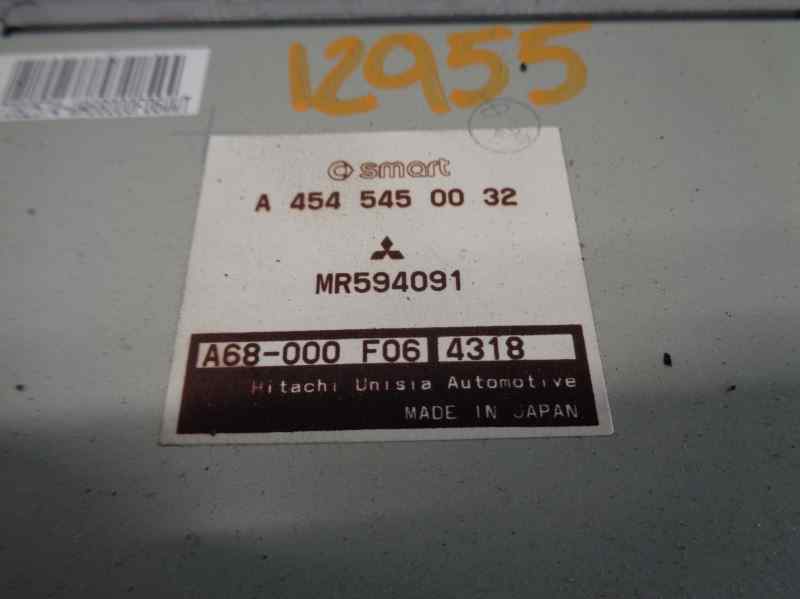 12955
smart
A 454 545 00 32
MR594091
A68-000 F06 4318
Hitachi Unisia Automotive
MADE IN JAPAN